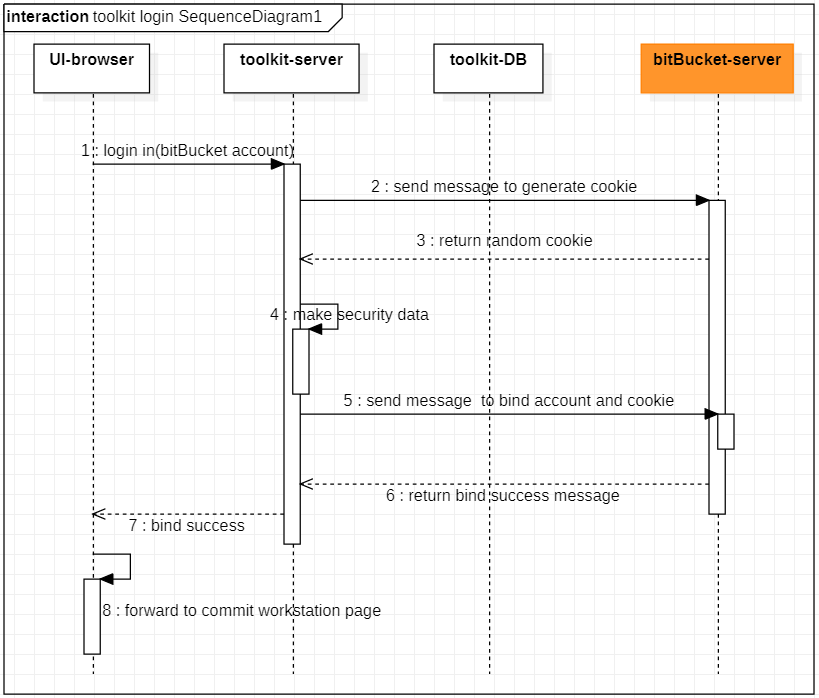 interaction toolkit login SequenceDiagram1
UI-browser
toolkit-server
toolkit-DB
bitBucket-server
1 : login in(bitBucket account)
2 : send message to generate cookie
3 : return random cookie
4 : make security data
5 : send message  to bind account and cookie
6 : return bind success message
7 : bind success
8 : forward to commit workstation page